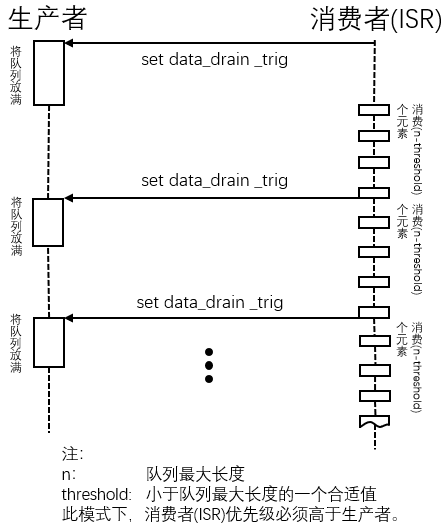 生产者
消费者(ISR)
set data_drain _trig
将队列放满
消费(n-threshold)
个元素
set data_drain _trig
将队列放满
消费(n-threshold)
个元素
set data_drain _trig
将队列放满
消费(n-threshold)
个元素
注：
n： 队列最大长度
threshold: 小于队列最大长度的一个合适值
此模式下，消费者(ISR)优先级必须高于生产者。